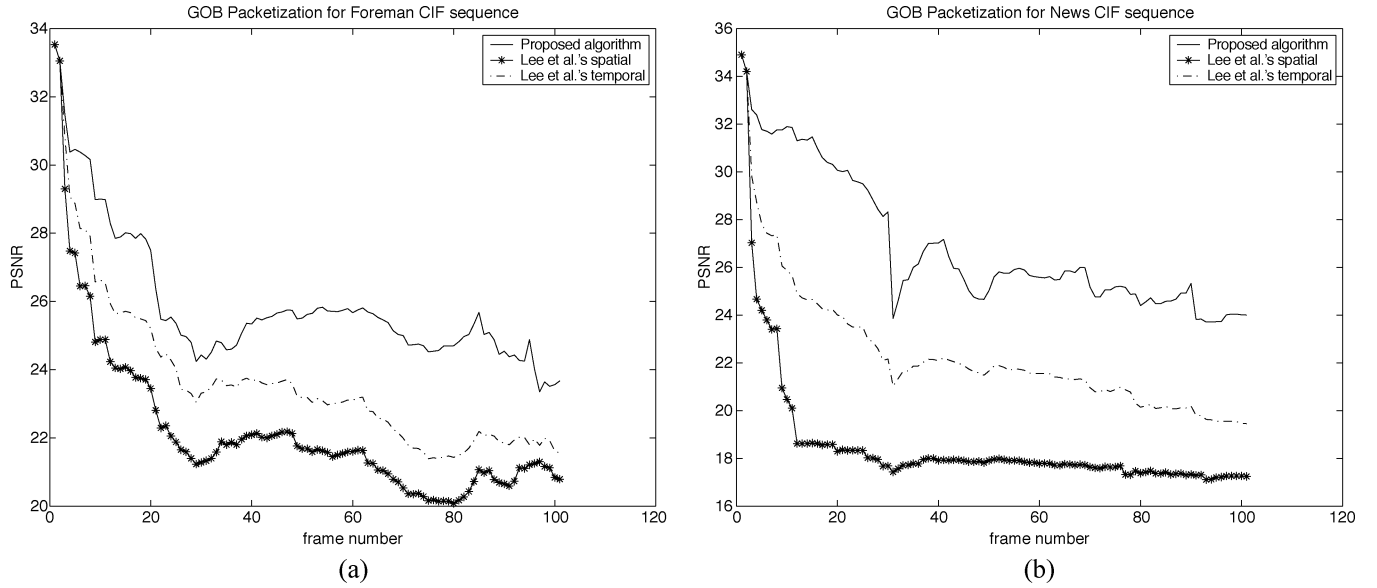 GOB Packetization for Foreman CIF sequence
34
32
30
28
26
24
22
20
PSNR
0
20
40
60
80
100
120
frame number
Proposed algorithm
Lee et al.'s spatial
Lee et al.'s temporal
(a)
GOB Packetization for News CIF sequence
36
34
32
30
28
26
24
22
20
18
16
PSNR
0
20
40
60
80
100
120
frame number
Proposed algorithm
Lee et al.'s spatial
Lee et al.'s temporal
(b)